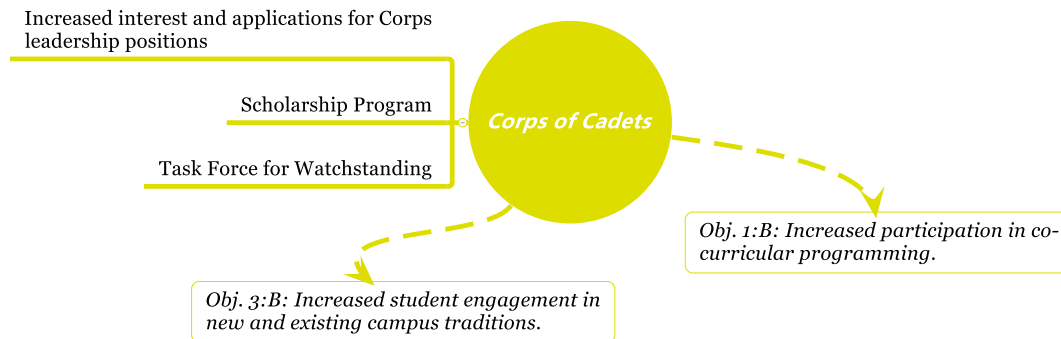 Increased interest and applications for Corps
leadership positions
Scholarship Program
Corps of Cadets
Task Force for Watchstanding
Obj. 1:B: Increased participation in co-
curricular programming.
Obj. 3:B: Increased student engagement in
new and existing campus traditions.